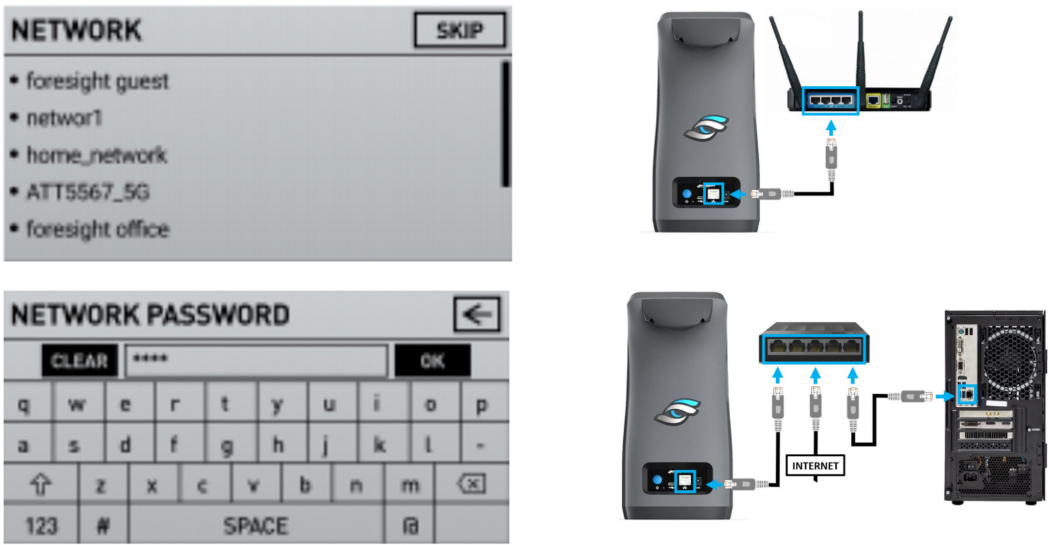 NETWORK SKIP
• foresight guest
• networ1
• home_network
• ATT5567_5G
• foresight office
NETWORK PASSWORD
CLEAR **** OK
q w e r t y u i o p
a s d f g h j k l -
z x c v b n m
123 # SPACE @
INTERNET